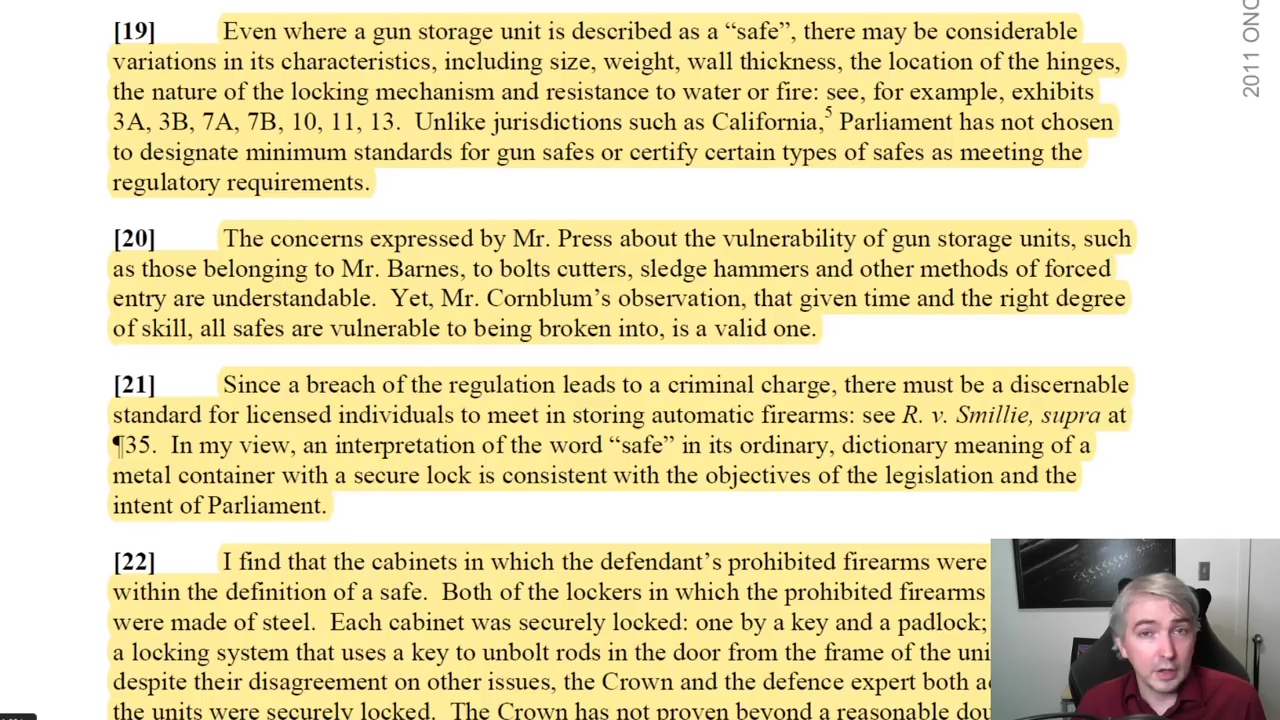 2011 ONC
[19] Even where a gun storage unit is described as a “safe”, there may be considerable
variations in its characteristics, including size, weight, wall thickness, the location of the hinges,
the nature of the locking mechanism and resistance to water or fire: see, for example, exhibits
3A, 3B, 7A, 7B, 10, 11, 13. Unlike jurisdictions such as California,5 Parliament has not chosen
to designate minimum standards for gun safes or certify certain types of safes as meeting the
regulatory requirements.
[20] The concerns expressed by Mr. Press about the vulnerability of gun storage units, such
as those belonging to Mr. Barnes, to bolts cutters, sledge hammers and other methods of forced
entry are understandable. Yet, Mr. Cornblum’s observation, that given time and the right degree
of skill, all safes are vulnerable to being broken into, is a valid one.
[21] Since a breach of the regulation leads to a criminal charge, there must be a discernable
standard for licensed individuals to meet in storing automatic firearms: see R. v. Smillie, supra at
¶35. In my view, an interpretation of the word “safe” in its ordinary, dictionary meaning of a
metal container with a secure lock is consistent with the objectives of the legislation and the
intent of Parliament.
[22] I find that the cabinets in which the defendant’s prohibited firearms were
within the definition of a safe. Both of the lockers in which the prohibited firearms
were made of steel. Each cabinet was securely locked: one by a key and a padlock;
a locking system that uses a key to unbolt rods in the door from the frame of the uni
despite their disagreement on other issues, the Crown and the defence expert both a
the units were securely locked. The Crown has not proven beyond a reasonable dou